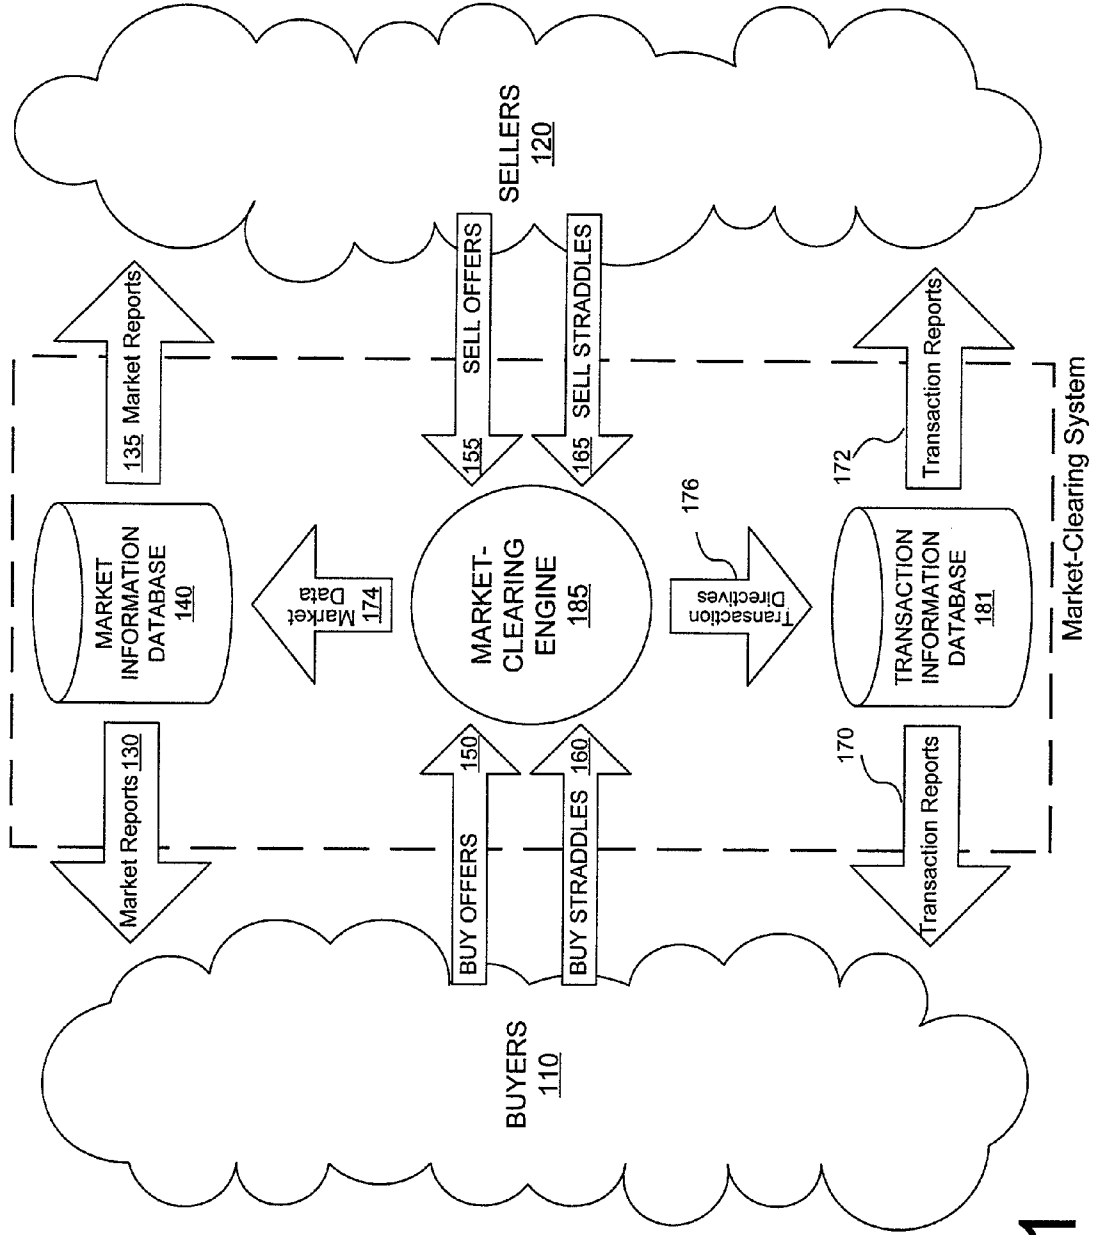 SELLERS
120
135 Market Reports
SELL OFFERS
155
SELL STRADDLES
165
172
Transaction Reports
MARKET
INFORMATION
DATABASE
140
Market
Data
174
MARKET-
CLEARING
ENGINE
185
176
Transaction
Directives
TRANSACTION
INFORMATION
DATABASE
181
Market-Clearing System
Market Reports 130
BUY OFFERS
150
BUY STRADDLES
160
170
Transaction Reports
BUYERS
110
1